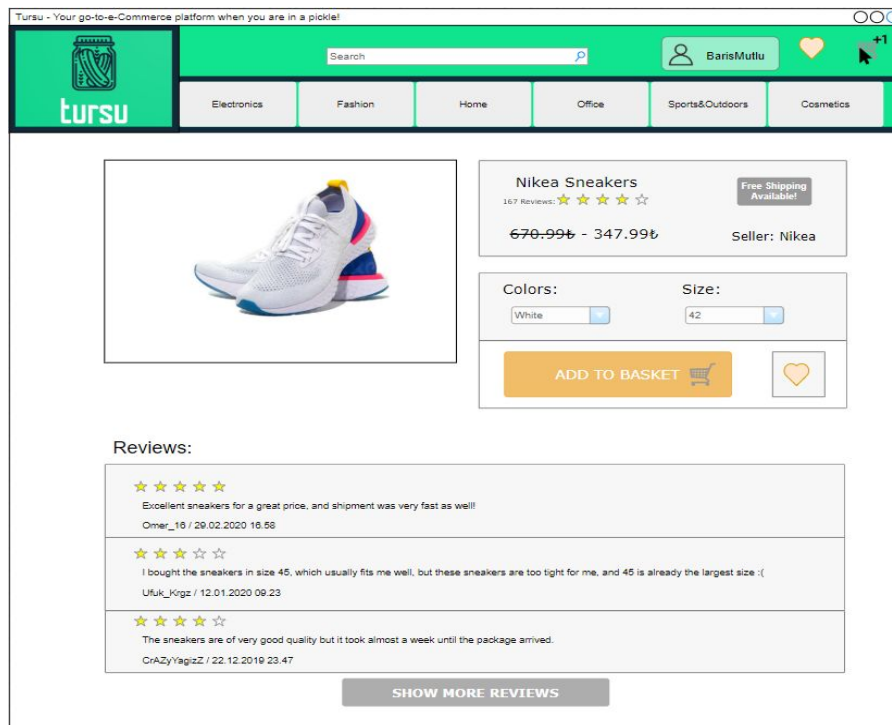 Tursu - Your go-to-e-Commerce platform when you are in a pickle!
+1
Search
BarisMutlu
tursu
Electronics
Fashion
Home
Office
Sports&Outdoors
Cosmetics
Nikea Sneakers
Free Shipping
Available!
167 Reviews:
670.99₺ - 347.99₺
Seller: Nikea
Colors:
Size:
White
42
ADD TO BASKET
Reviews:
Excellent sneakers for a great price, and shipment was very fast as well!
Omer_16 / 29.02.2020 16.58
I bought the sneakers in size 45, which usually fits me well, but these sneakers are too tight for me, and 45 is already the largest size :(
Ufuk_Krgz / 12.01.2020 09.23
The sneakers are of very good quality but it took almost a week until the package arrived.
CrAZyYagizZ / 22.12.2019 23.47
SHOW MORE REVIEWS